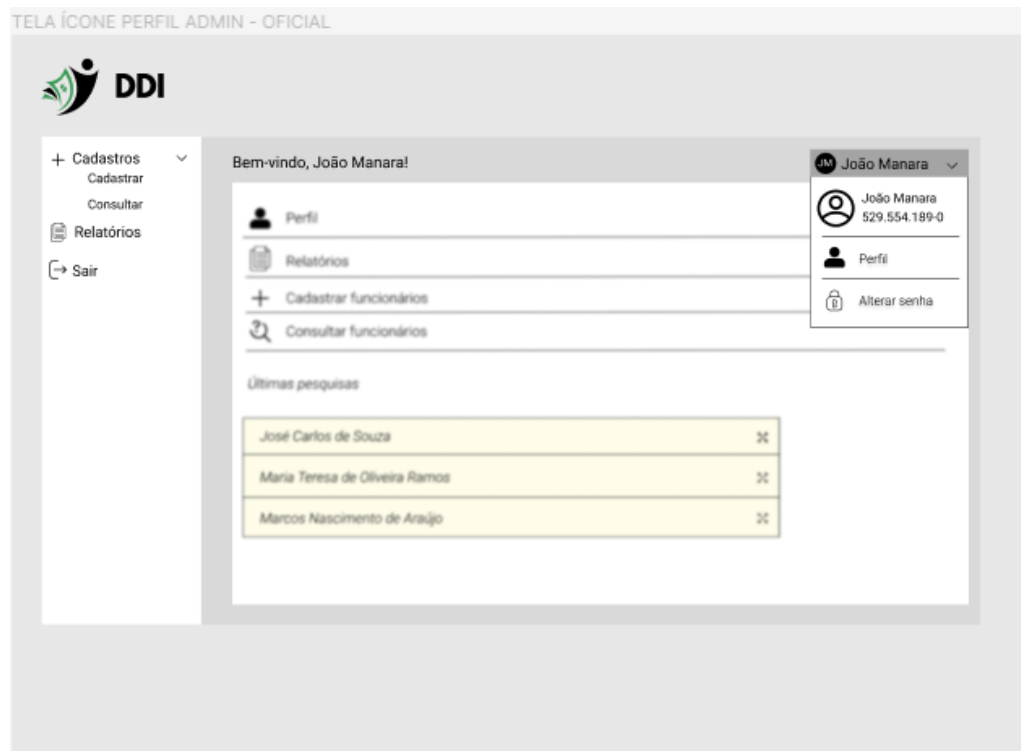 TELA ÍCONE PERFIL ADMIN - OFICIAL
DDI
Cadastros
Cadastrar
Consultar
Relatórios
Sair
Bem-vindo, João Manara!
JM João Manara
João Manara
529.554.189-0
Perfil
Alterar senha
Perfil
Relatórios
Cadastrar funcionários
Consultar funcionários
Últimas pesquisas
José Carlos de Souza
Maria Teresa de Oliveira Ramos
Marcos Nascimento de Araújo